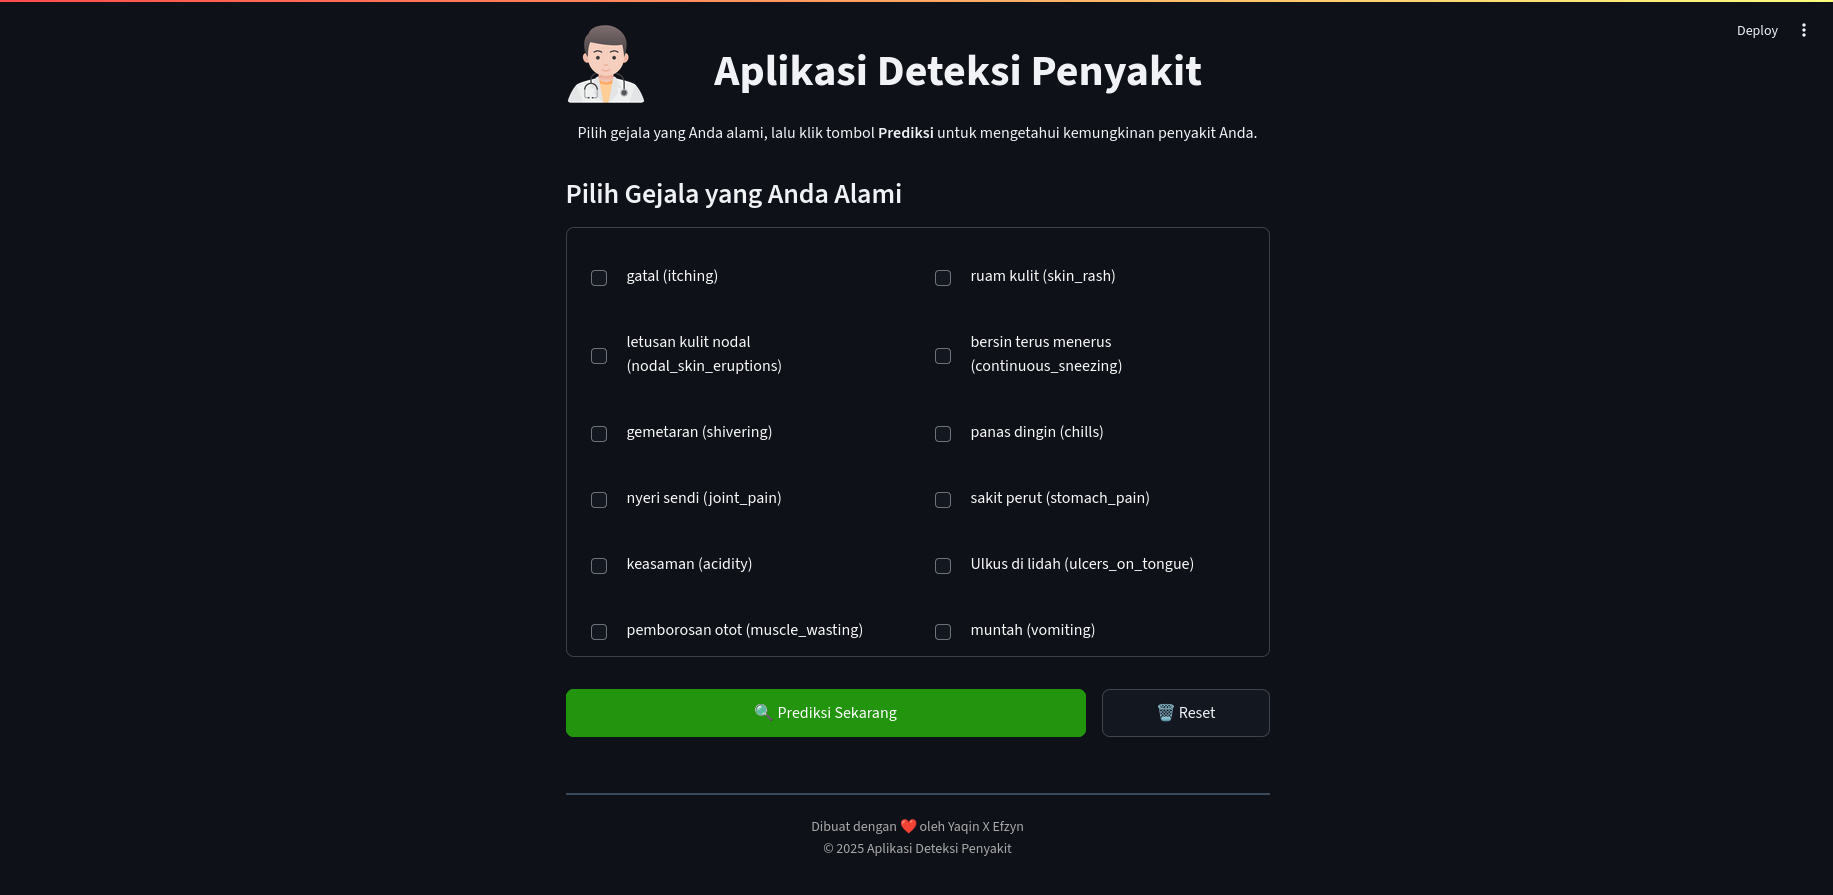 Deploy
Aplikasi Deteksi Penyakit
Pilih gejala yang Anda alami, lalu klik tombol Prediksi untuk mengetahui kemungkinan penyakit Anda.
Pilih Gejala yang Anda Alami
gatal (itching)
ruam kulit (skin_rash)
letusan kulit nodal
(nodal_skin_eruptions)
bersin terus menerus
(continuous_sneezing)
gemetaran (shivering)
panas dingin (chills)
nyeri sendi (joint_pain)
sakit perut (stomach_pain)
keasaman (acidity)
Ulkus di lidah (ulcers_on_tongue)
pemborosan otot (muscle_wasting)
muntah (vomiting)
🔍 Prediksi Sekarang
🗑️ Reset
Dibuat dengan ❤️ oleh Yaqin X Efzyn
© 2025 Aplikasi Deteksi Penyakit